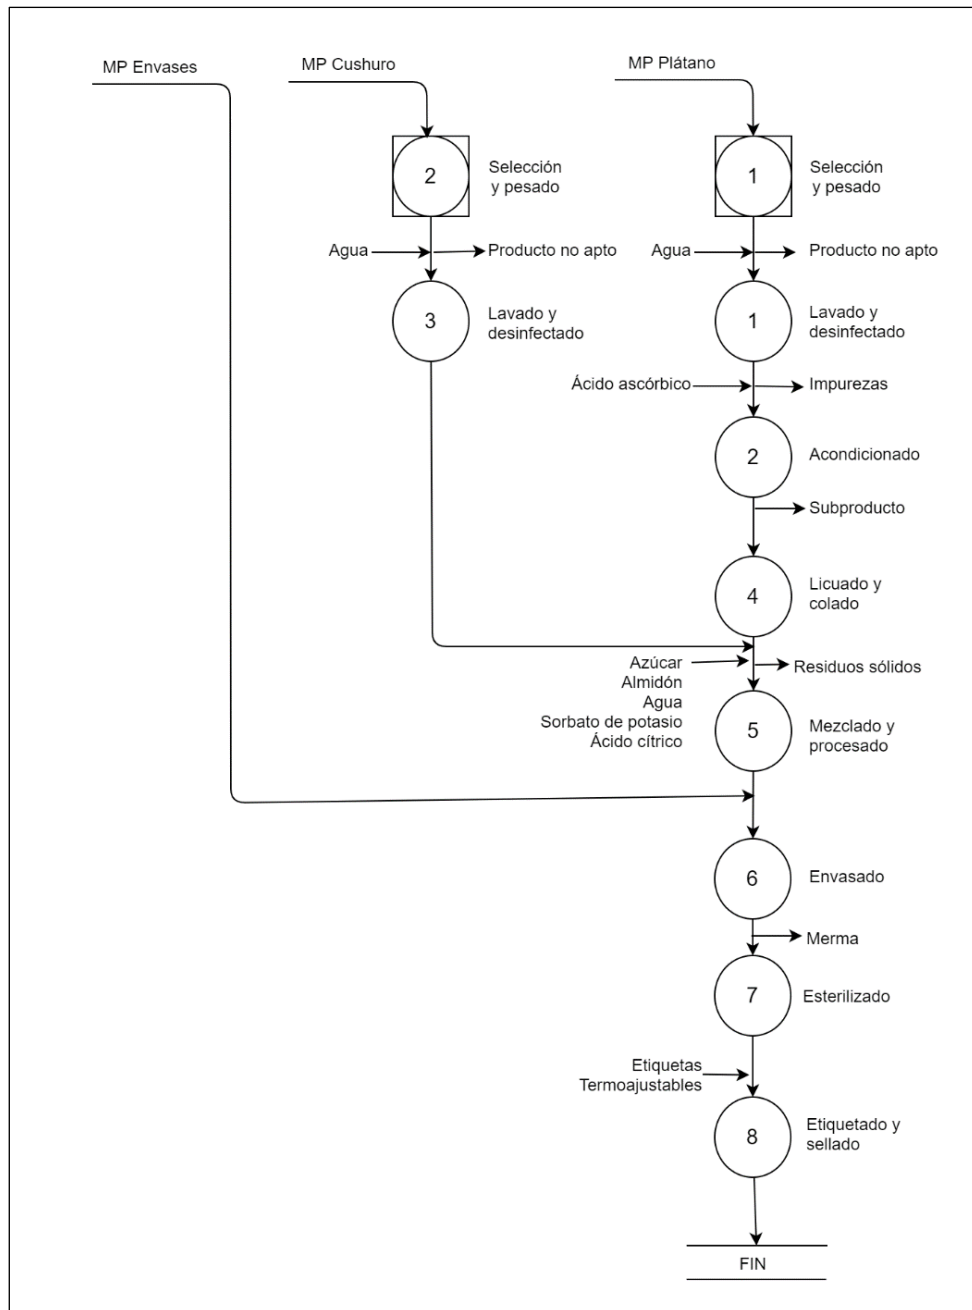 MP Envases
MP Cushuro
MP Plátano
2
Selección
y pesado
1
Selección
y pesado
Agua
Producto no apto
Agua
Producto no apto
3
Lavado y
desinfectado
1
Lavado y
desinfectado
Ácido ascórbico
Impurezas
2
Acondicionado
Subproducto
4
Licuado y
colado
Azúcar
Almidón
Agua
Sorbato de potasio
Ácido cítrico
Residuos sólidos
5
Mezclado y
procesado
6
Envasado
Merma
7
Esterilizado
Etiquetas
Termoajustables
8
Etiquetado y
sellado
FIN